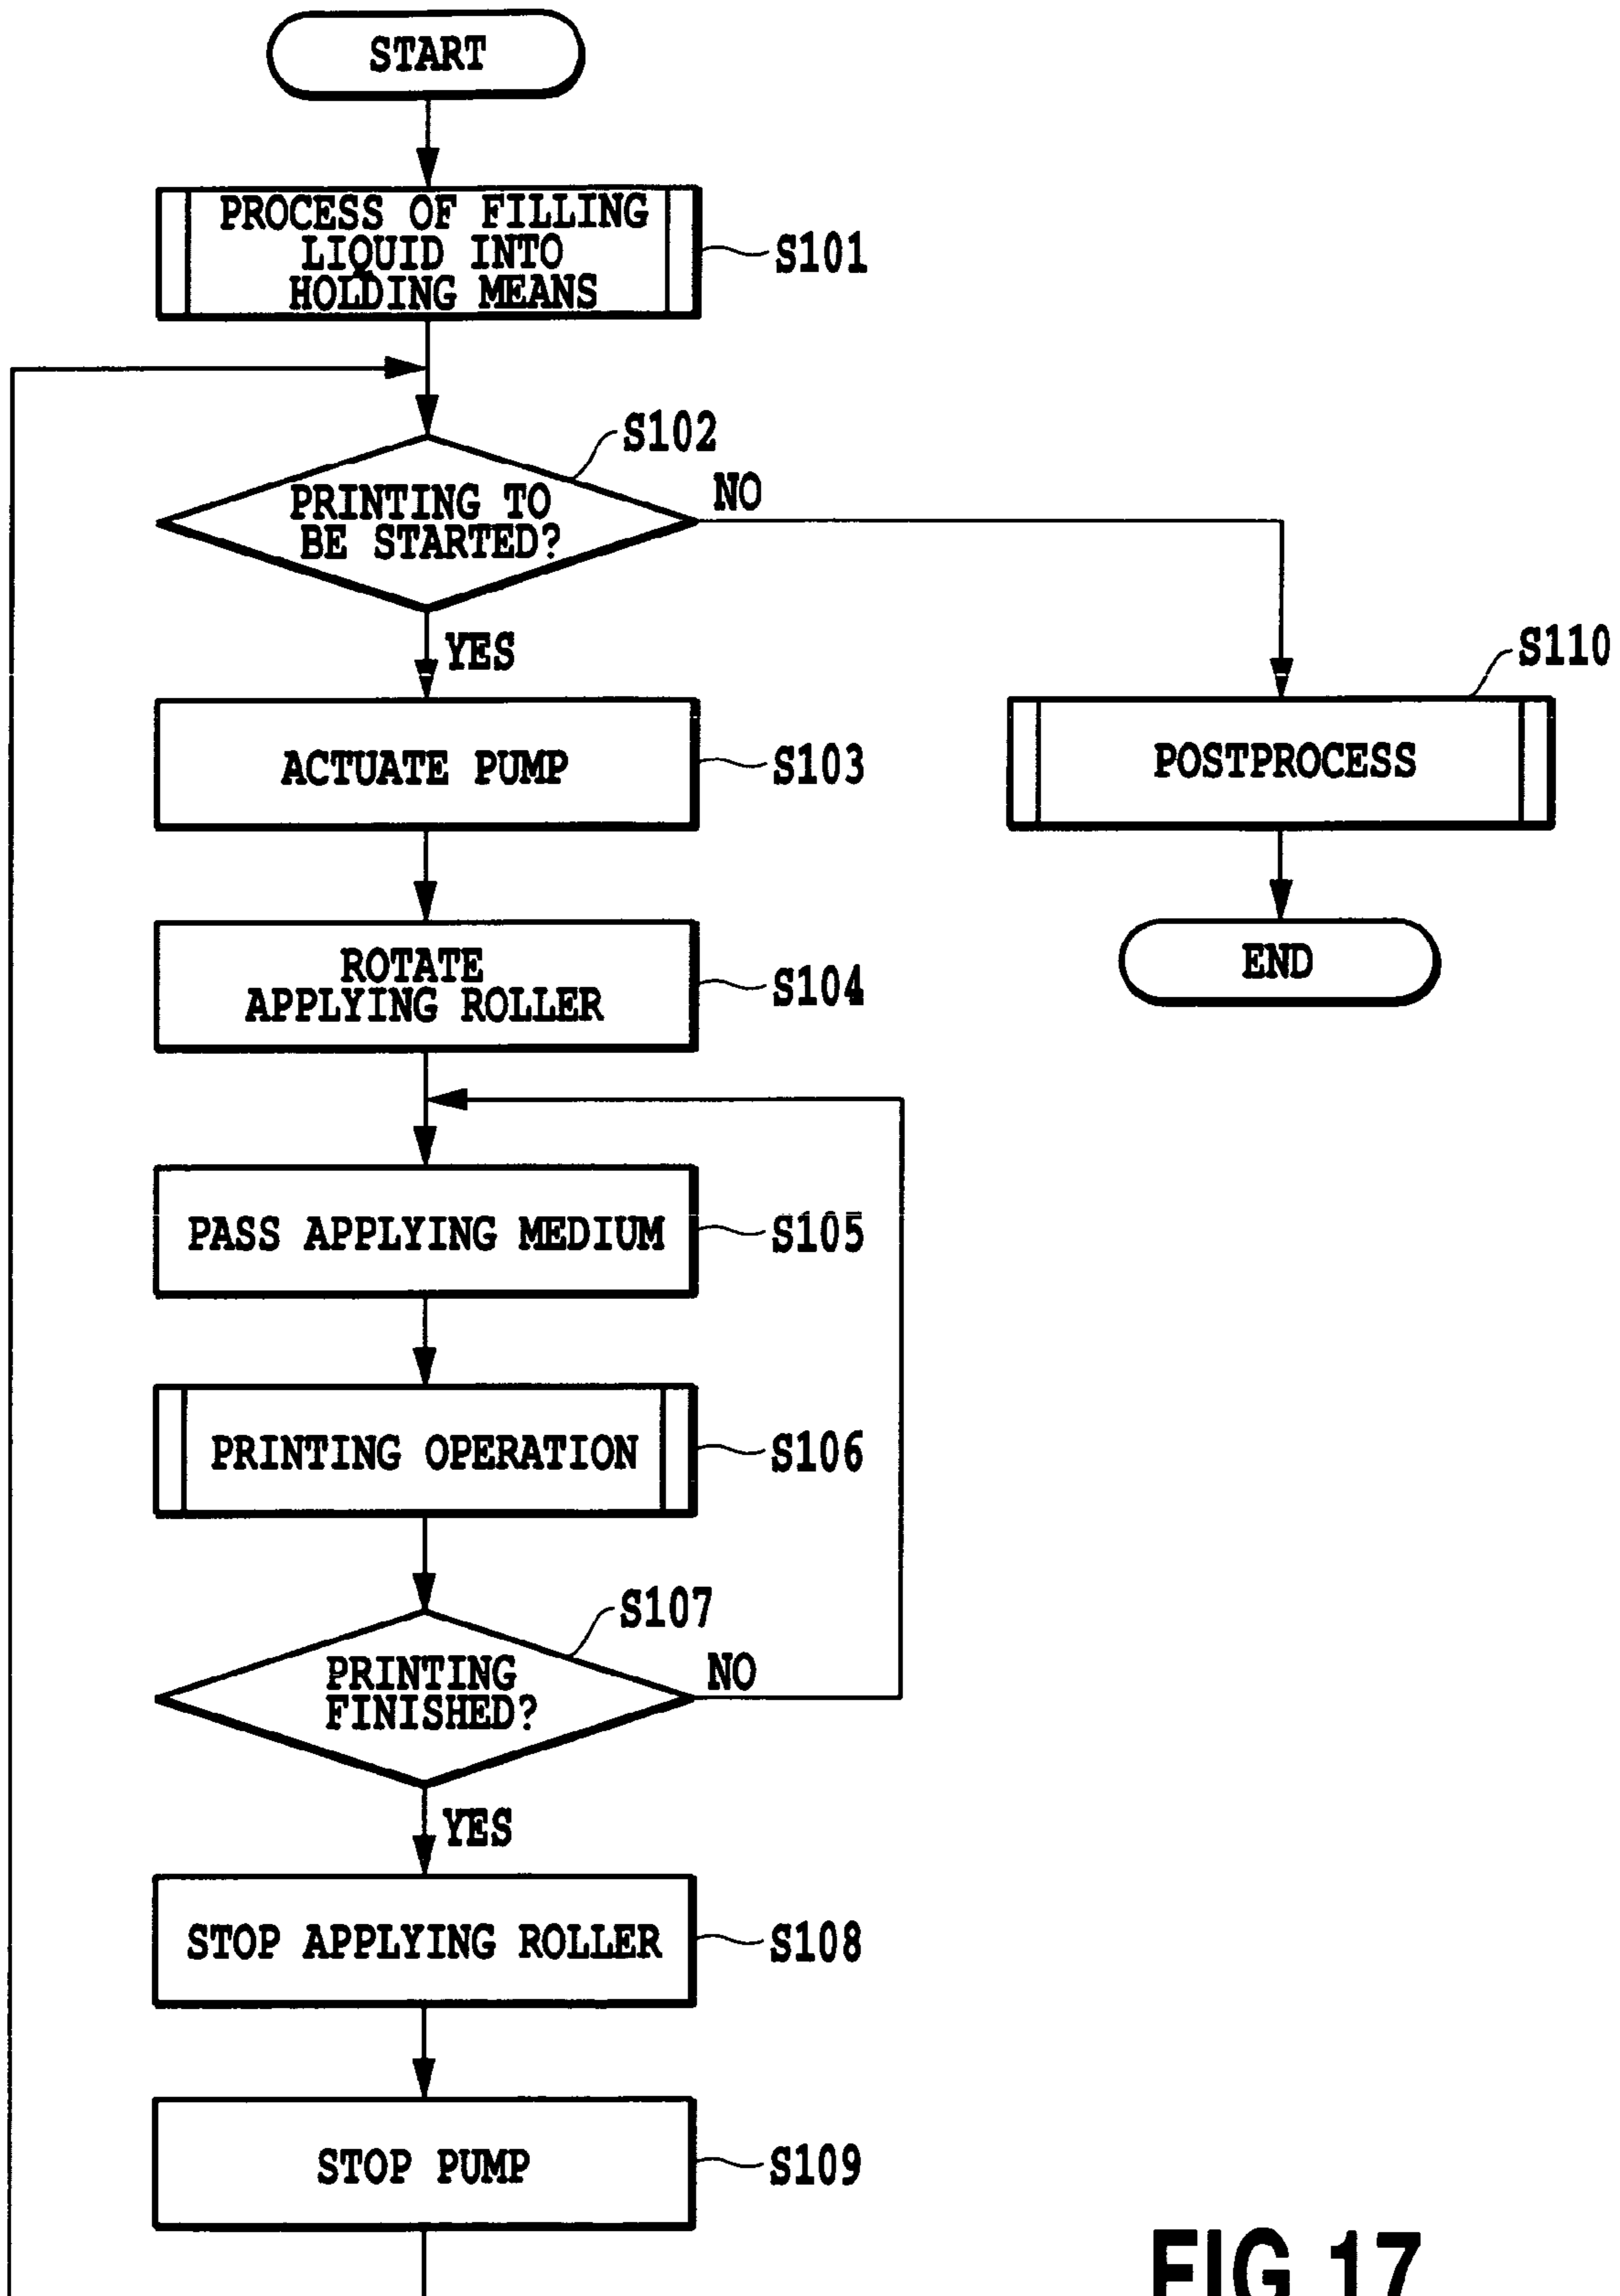 START
PROCESS OF FILLING
LIQUID INTO
HOLDING MEANS
S101
S102
PRINTING TO
BE STARTED?
NO
YES
S110
ACTUATE PUMP
S103
POSTPROCESS
ROTATE
APPLYING ROLLER
S104
END
PASS APPLYING MEDIUM
S105
PRINTING OPERATION
S106
S107
PRINTING
FINISHED?
NO
YES
STOP APPLYING ROLLER
S108
STOP PUMP
S109
FIG.17